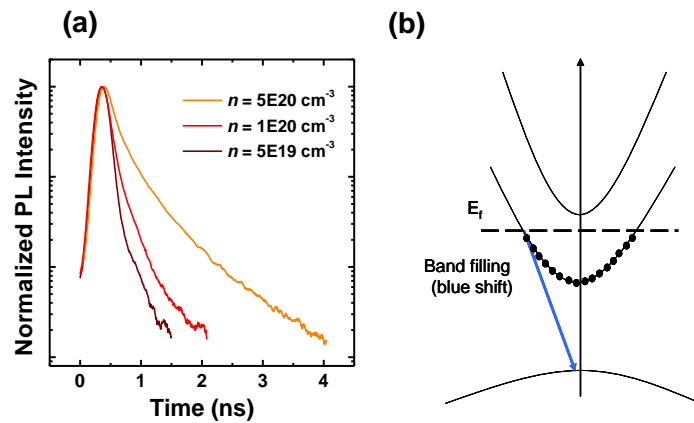 (a)
(b)
Normalized PL Intensity
n = 5E20 cm⁻³
n = 1E20 cm⁻³
n = 5E19 cm⁻³
0 1 2 3 4
Time (ns)
E_f
Band filling
(blue shift)